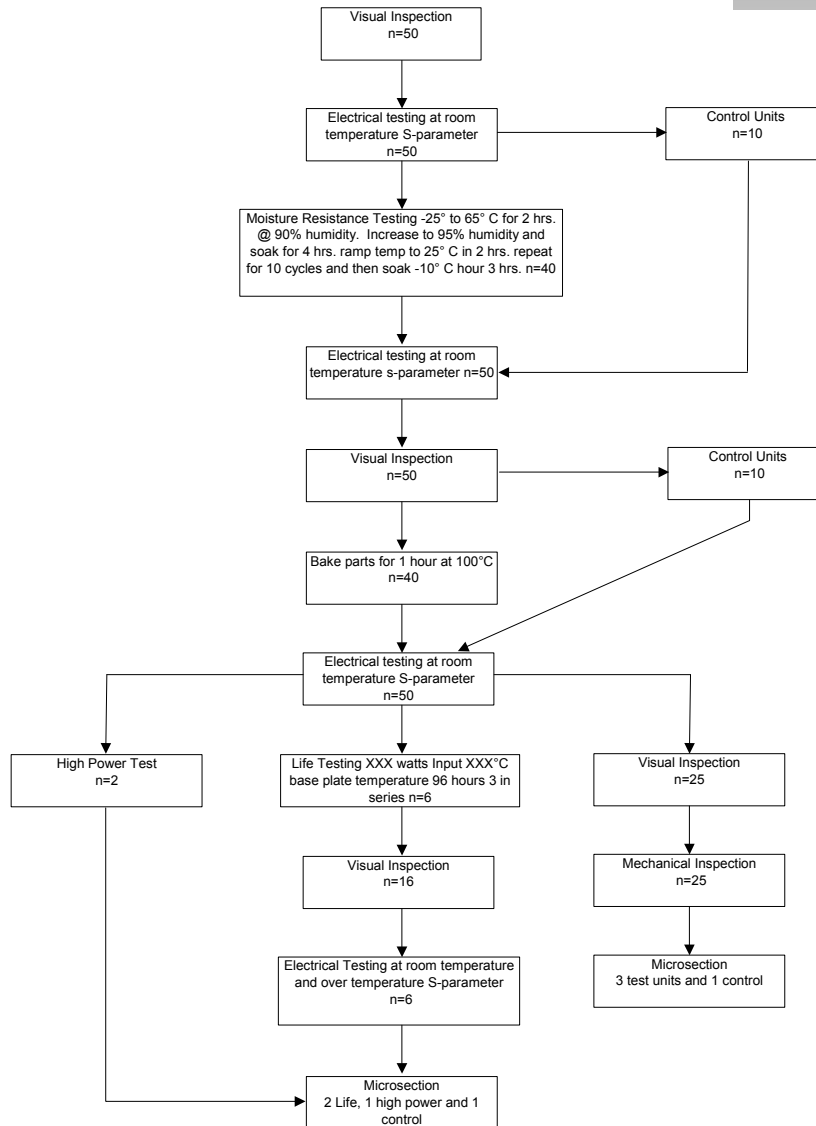 Visual Inspection
n=50
Electrical testing at room
temperature S-parameter
n=50
Control Units
n=10
Moisture Resistance Testing -25° to 65° C for 2 hrs.
@ 90% humidity. Increase to 95% humidity and
soak for 4 hrs. ramp temp to 25° C in 2 hrs. repeat
for 10 cycles and then soak -10° C hour 3 hrs. n=40
Electrical testing at room
temperature s-parameter n=50
Visual Inspection
n=50
Control Units
n=10
Bake parts for 1 hour at 100°C
n=40
Electrical testing at room
temperature S-parameter
n=50
High Power Test
n=2
Life Testing XXX watts Input XXX°C
base plate temperature 96 hours 3 in
series n=6
Visual Inspection
n=25
Visual Inspection
n=16
Mechanical Inspection
n=25
Electrical Testing at room temperature
and over temperature S-parameter
n=6
Microsection
3 test units and 1 control
Microsection
2 Life, 1 high power and 1
control